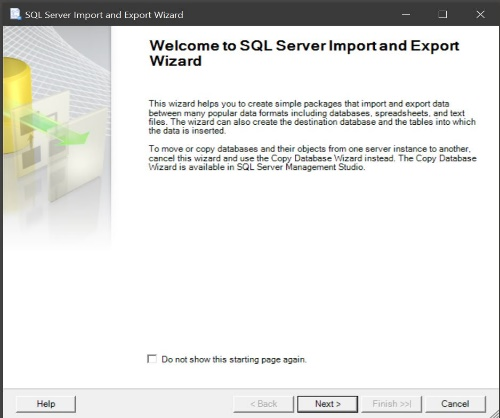 SQL Server Import and Export Wizard
Welcome to SQL Server Import and Export
Wizard
This wizard helps you to create simple packages that import and export data
between many popular data formats including databases, spreadsheets, and text
files. The wizard can also create the destination database and the tables into which
the data is inserted.
To move or copy databases and their objects from one server instance to another,
cancel this wizard and use the Copy Database Wizard instead. The Copy Database
Wizard is available in SQL Server Management Studio.
Do not show this starting page again.
Help
< Back
Next >
Finish >>|
Cancel